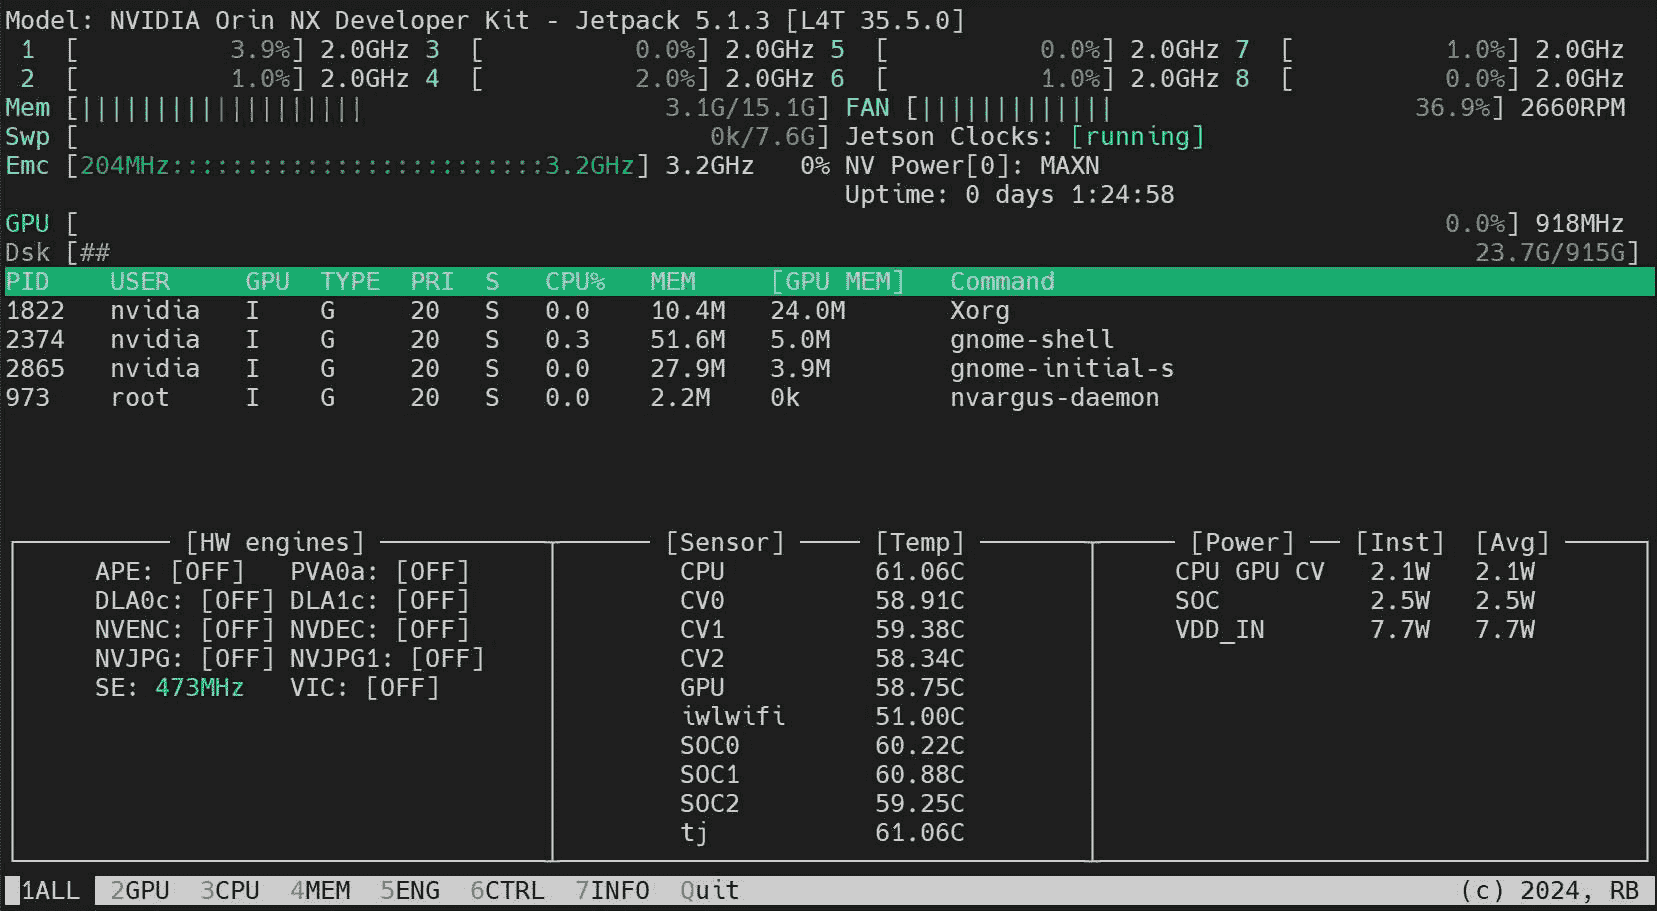 Model: NVIDIA Orin NX Developer Kit - Jetpack 5.1.3 [L4T 35.5.0]
1 [ 3.9%] 2.0GHz 3 [ 0.0%] 2.0GHz 5 [ 0.0%] 2.0GHz 7 [ 1.0%] 2.0GHz
2 [ 1.0%] 2.0GHz 4 [ 2.0%] 2.0GHz 6 [ 1.0%] 2.0GHz 8 [ 0.0%] 2.0GHz
Mem [||||||||||||||||||| 3.1G/15.1G] FAN [||||||||||||| 36.9%] 2660RPM
Swp [ 0k/7.6G] Jetson Clocks: [running]
Emc [204MHz:::::::::::::::::::::::::3.2GHz] 3.2GHz 0% NV Power[0]: MAXN
Uptime: 0 days 1:24:58
GPU [ 0.0%] 918MHz
Dsk [## 23.7G/915G]
PID USER GPU TYPE PRI S CPU% MEM [GPU MEM] Command
1822 nvidia I G 20 S 0.0 10.4M 24.0M Xorg
2374 nvidia I G 20 S 0.3 51.6M 5.0M gnome-shell
2865 nvidia I G 20 S 0.0 27.9M 3.9M gnome-initial-s
973 root I G 20 S 0.0 2.2M 0k nvargus-daemon
[HW engines] [Sensor] [Temp] [Power] [Inst] [Avg]
APE: [OFF] PVA0a: [OFF] CPU 61.06C CPU GPU CV 2.1W 2.1W
DLA0c: [OFF] DLA1c: [OFF] CV0 58.91C SOC 2.5W 2.5W
NVENC: [OFF] NVDEC: [OFF] CV1 59.38C VDD_IN 7.7W 7.7W
NVJPG: [OFF] NVJPG1: [OFF] CV2 58.34C
SE: 473MHz VIC: [OFF] GPU 58.75C
iwlwifi 51.00C
SOC0 60.22C
SOC1 60.88C
SOC2 59.25C
tj 61.06C
1ALL 2GPU 3CPU 4MEM 5ENG 6CTRL 7INFO Quit (c) 2024, RB